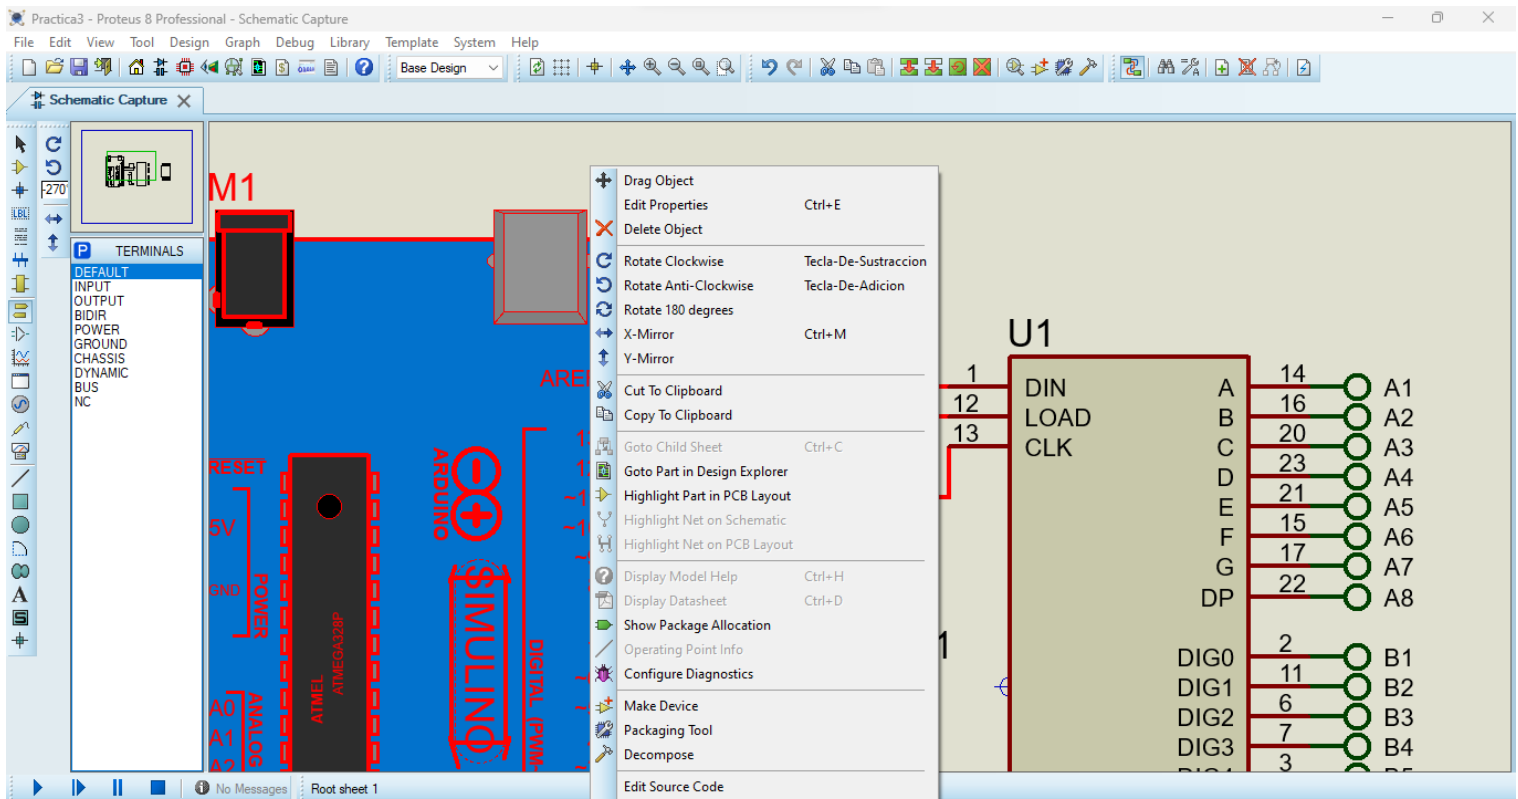 Practica3 - Proteus 8 Professional - Schematic Capture
File Edit View Tool Design Graph Debug Library Template System Help
Base Design
Schematic Capture
LBL
-270°
TERMINALS
DEFAULT
INPUT
OUTPUT
BIDIR
POWER
GROUND
CHASSIS
DYNAMIC
BUS
NC
M1
RESET
5V
GND
POWER
A0
A1
A2
ANALOG
ATMEL
ATMEGA328P
ARDUINO
SIMULINO
DIGITAL (PWM~
Drag Object
Edit Properties Ctrl+E
Delete Object
Rotate Clockwise Tecla-De-Sustraccion
Rotate Anti-Clockwise Tecla-De-Adicion
Rotate 180 degrees
X-Mirror Ctrl+M
Y-Mirror
Cut To Clipboard
Copy To Clipboard
Goto Child Sheet Ctrl+C
Goto Part in Design Explorer
Highlight Part in PCB Layout
Highlight Net on Schematic
Highlight Net on PCB Layout
Display Model Help Ctrl+H
Display Datasheet Ctrl+D
Show Package Allocation
Operating Point Info
Configure Diagnostics
Make Device
Packaging Tool
Decompose
Edit Source Code
U1
1 DIN A 14 A1
12 LOAD B 16 A2
13 CLK C 20 A3
D 23 A4
E 21 A5
F 15 A6
G 17 A7
DP 22 A8
DIG0 2 B1
DIG1 11 B2
DIG2 6 B3
DIG3 7 B4
3
No Messages Root sheet 1